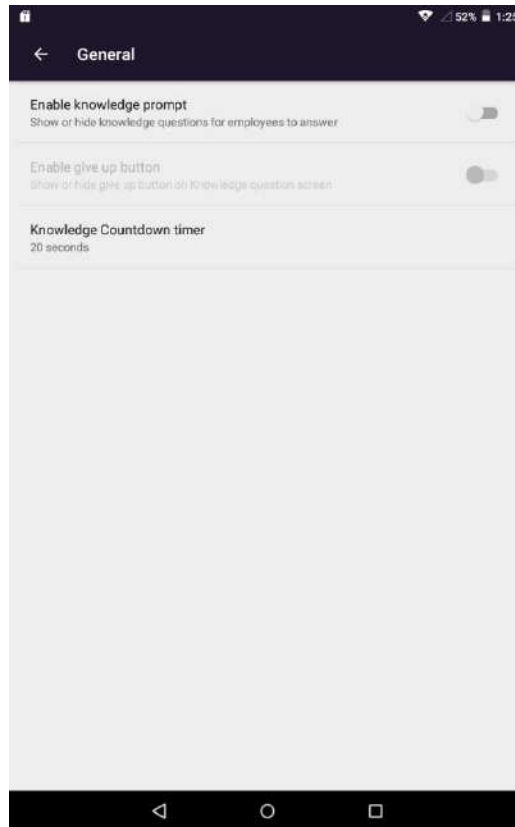 52% 1:25
General
Enable knowledge prompt
Show or hide knowledge questions for employees to answer
Enable give up button
Show or hide give up button on Knowledge question screen
Knowledge Countdown timer
20 seconds